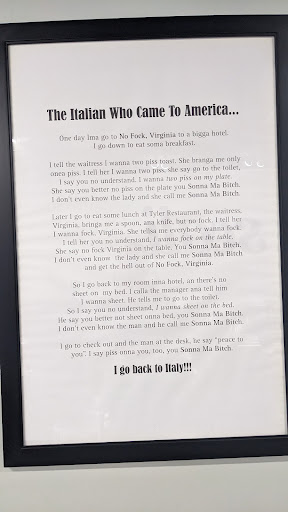 The Italian Who Came To America...
One day Ima go to No Fock, Virginia to a bigga hotel.
I go down to eat soma breakfast.
I tell the waitress I wanna two piss toast. She branga me only
onea piss. I tell her I wanna two piss, she say go to the toilet,
I say you no understand, I wanna two piss on my plate.
She say you better no piss on the plate you Sonna Ma Bitch.
I don't even know the lady and she call me Sonna Ma Bitch.
Later I go to eat some lunch at Tyler Restaurant, the waitress,
Virginia, bringa me a spoon, ana knife, but no fock, I tell her
I wanna fock, Virginia. She tellsa me everybody wanna fock.
I tell her you no understand, I wanna fock on the table.
She say no fock Virginia on the table, You Sonna Ma Bitch.
I don't even know the lady and she call me Sonna Ma Bitch
and get the hell out of No Fock, Virginia.
So I go back to my room inna hotel, an there's no
sheet on my bed. I calla the manager ana tell him
I wanna sheet. He tells me to go to the toilet.
So I say you no understand, I wanna sheet on the bed.
He say you better not sheet onna bed, you Sonna Ma Bitch.
I don't even know the man and he call me Sonna Ma Bitch.
I go to check out and the man at the desk, he say "peace to
you". I say piss onna you, too, you Sonna Ma Bitch.
I go back to Italy!!!